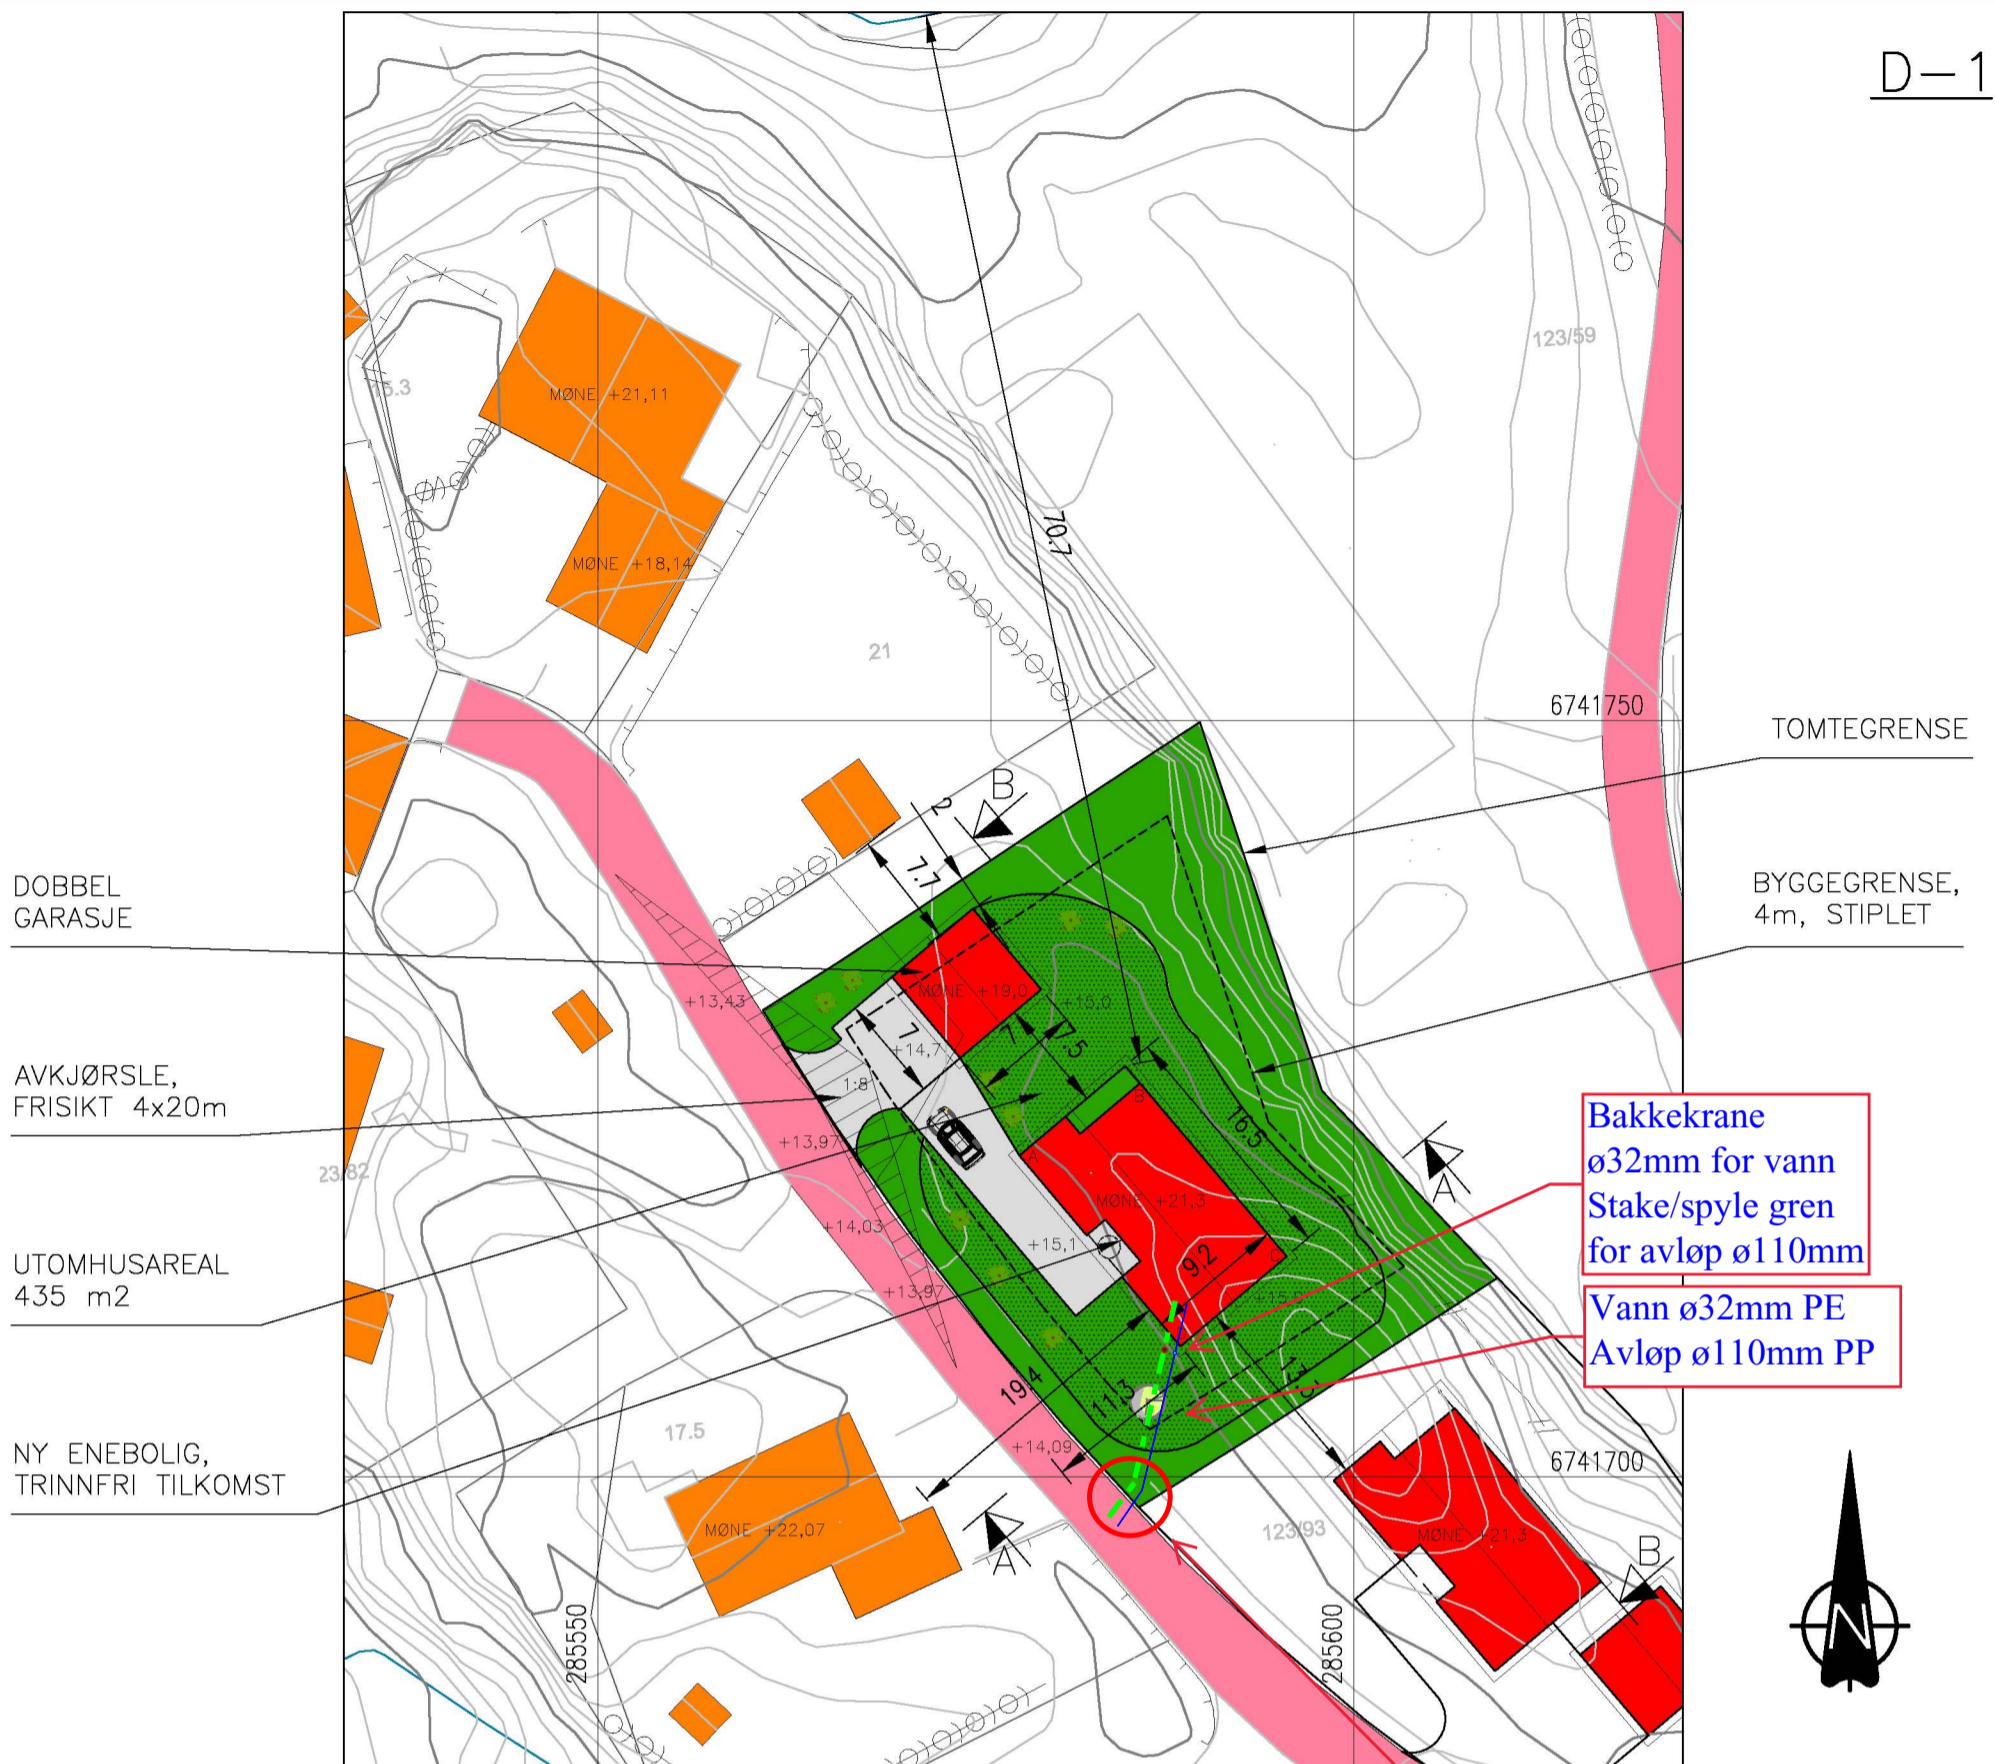 D-1
123/59
15.3
MØNE +21,11
MØNE +18,14
70.7
21
6741750
TOMTEGRENSE
B
2
7.7
DOBBEL
GARASJE
BYGGEGRENSE,
4m, STIPLET
+13,43
MØNE +19,0
+15,0
7
+14,7
7
7.5
1:8
AVKJØRSLE,
FRISIKT 4x20m
B
16.5
+13,97
A
A
23/82
MØNE +21,3
+14,03
+15,1
Bakkekrane
ø32mm for vann
Stake/spyle gren
for avløp ø110mm
UTOMHUSAREAL
435 m2
9.2
C
+13,97
Vann ø32mm PE
Avløp ø110mm PP
19.4
11.3
17.5
+14,09
NY ENEBOLIG,
TRINNFRI TILKOMST
6741700
MØNE +22,07
123/93
MØNE +21,3
A
B
285550
285600
N